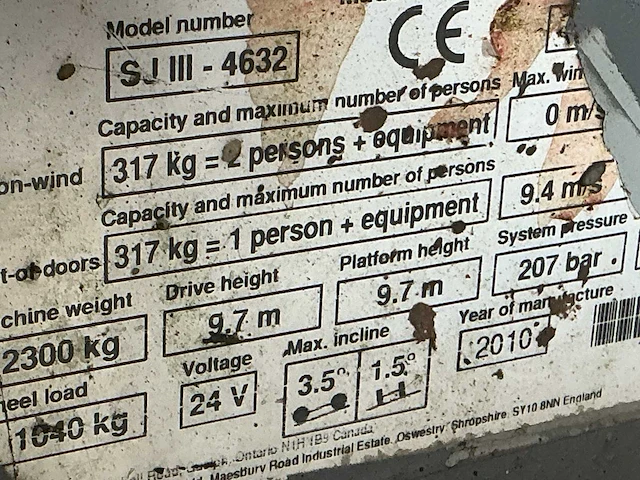 Model number
CE
SJ III - 4632
Capacity and maximum number of persons
Max. win
on-wind
317 kg = 2 persons + equipment
0 m/s
Capacity and maximum number of persons
t-of-doors
317 kg = 1 person + equipment
9.4 m/s
chine weight
Drive height
Platform height
System pressure
2300 kg
9.7 m
9.7 m
207 bar
eel load
Voltage
Max. incline
Year of manufacture
1040 kg
24 V
3.5°
1.5°
2010
Ontario N1H 1B9 Canada
Maesbury Road Industrial Estate, Oswestry, Shropshire. SY10 8NN England